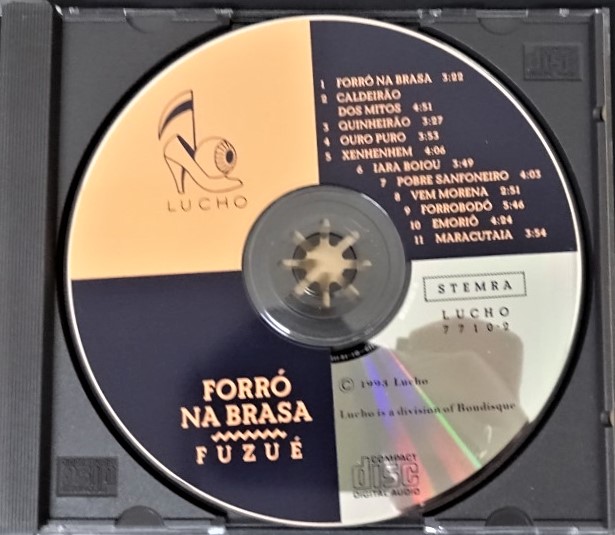 1 FORRÓ NA BRASA 3:22
2 CALDEIRÃO
DOS MITOS 4:51
3 QUINHEIRÃO 3:27
4 OURO PURO 3:53
5 XENHENHEM 4:06
6 IARA BOIOU 3:49
7 POBRE SANFONEIRO 4:03
8 VEM MORENA 2:51
9 FORROBODÓ 5:46
10 EMORIÔ 4:24
11 MARACUTAIA 3:54
LUCHO
STEMRA
LUCHO
7710-2
FORRÓ
NA BRASA
FUZUÉ
© 1993 Lucho
Lucho is a division of Boudisque
COMPACT
disc
DIGITAL AUDIO